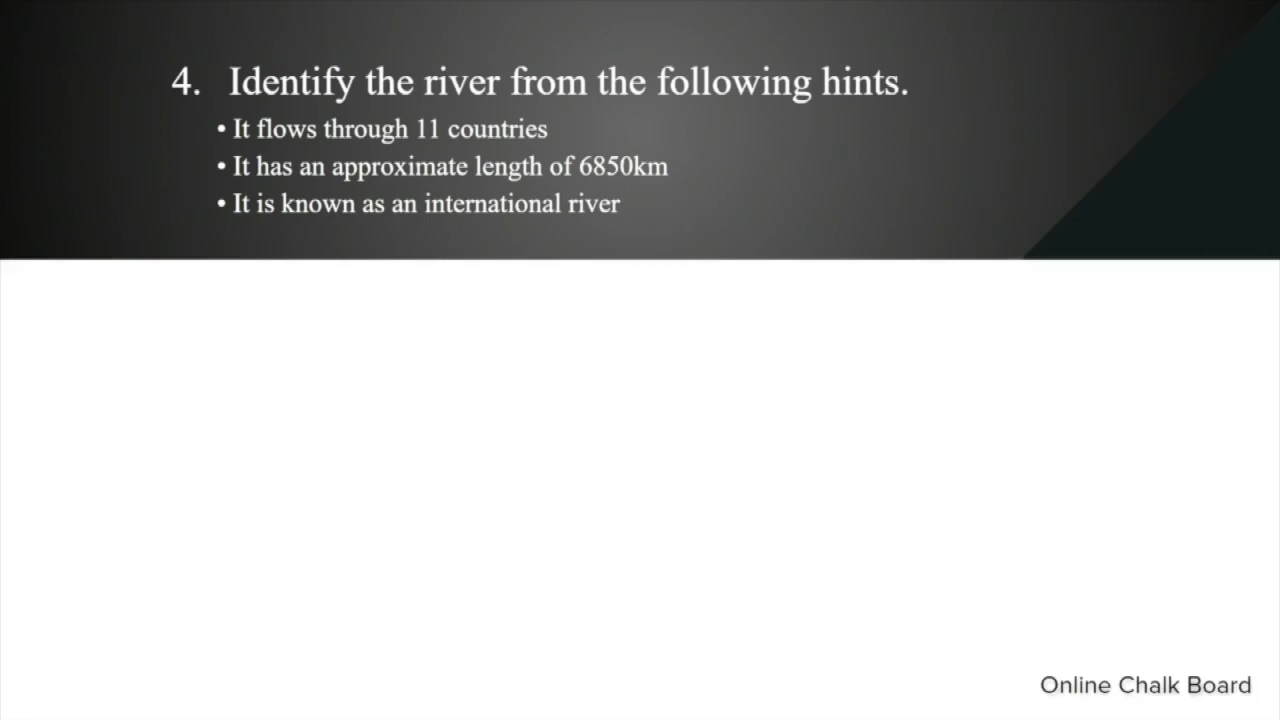 4. Identify the river from the following hints.
• It flows through 11 countries
• It has an approximate length of 6850km
• It is known as an international river
Online Chalk Board